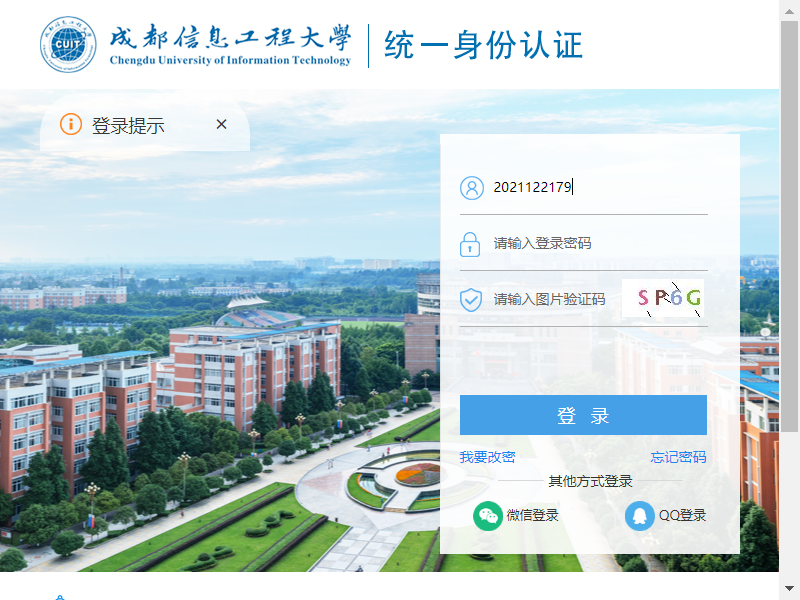 CUIT
成都信息工程大学
Chengdu University of Information Technology
统一身份认证
登录提示
2021122179
请输入登录密码
请输入图片验证码
SP6G
登 录
我要改密
忘记密码
其他方式登录
微信登录
QQ登录